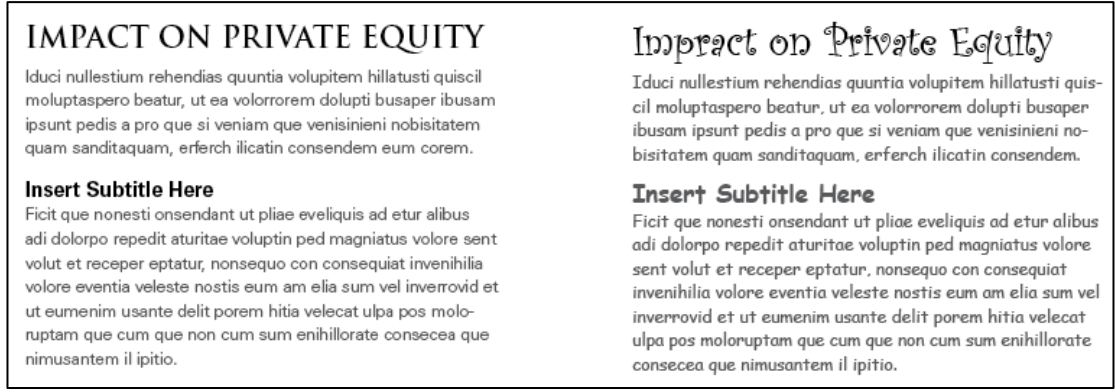 IMPACT ON PRIVATE EQUITY
Iduci nullestium rehendias quuntia volupitem hillatusti quiscil
moluptaspero beatur, ut ea volorrorem dolupti busaper ibusam
ipsunt pedis a pro que si veniam que venisinieni nobisitatem
quam sanditaquam, erferch ilicatin consendem eum corem.
Insert Subtitle Here
Ficit que nonesti onsendant ut pliae eveliquis ad etur alibus
adi dolorpo repedit aturitae voluptin ped magniatus volore sent
volut et receper eptatur, nonsequo con consequiat invenihilia
volore eventia veleste nostis eum am elia sum vel inverrovid et
ut eumenim usante delit porem hitia velecat ulpa pos molo-
ruptam que cum que non cum sum enihillorate consecea que
nimusantem il ipitio.
Impract on Private Equity
Iduci nullestium rehendias quuntia volupitem hillatusti quis-
cil moluptaspero beatur, ut ea volorrorem dolupti busaper
ibusam ipsunt pedis a pro que si veniam que venisinieni no-
bisitatem quam sanditaquam, erferch ilicatin consendem.
Insert Subtitle Here
Ficit que nonesti onsendant ut pliae eveliquis ad etur alibus
adi dolorpo repedit aturitae voluptin ped magniatus volore
sent volut et receper eptatur, nonsequo con consequiat
invenihilia volore eventia veleste nostis eum am elia sum vel
inverrovid et ut eumenim usante delit porem hitia velecat
ulpa pos moloruptam que cum que non cum sum enihillorate
consecea que nimusantem il ipitio.